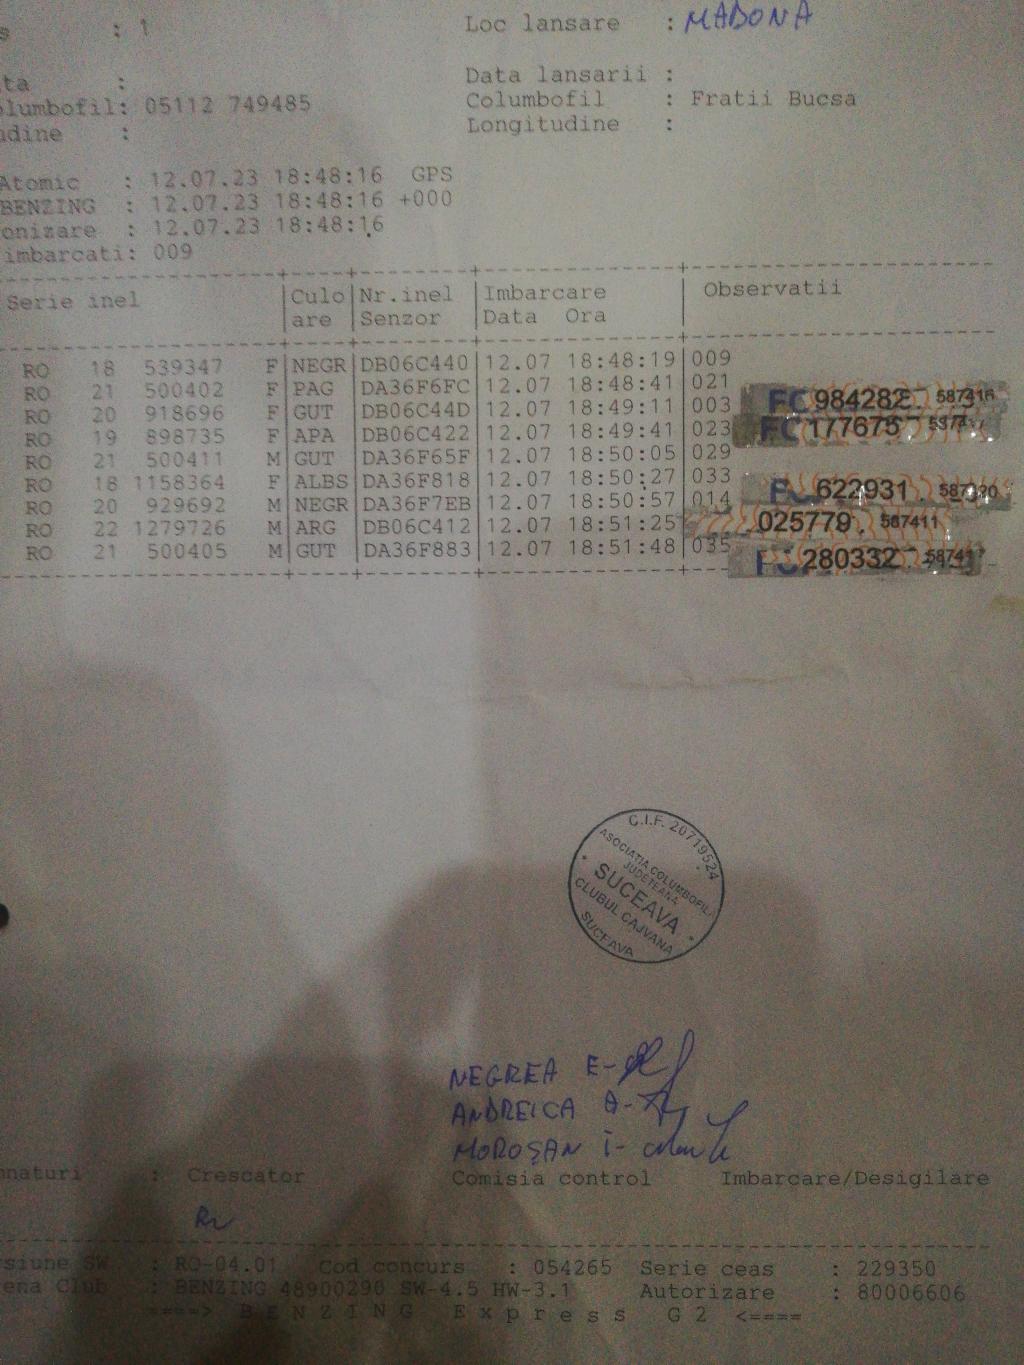 : 1 Loc lansare : MADONA
: Data lansarii :
: 05112 749485 Columbofil : Fratii Bucsa
: Longitudine :
Atomic : 12.07.23 18:48:16 GPS
BENZING : 12.07.23 18:48:16 +000
: 12.07.23 18:48:16
imbarcati: 009
Serie inel Culo Nr.inel Imbarcare Observatii
are Senzor Data Ora
RO 18 539347 F NEGR DB06C440 12.07 18:48:19 009
RO 21 500402 F PAG DA36F6FC 12.07 18:48:41 021 FC 984282 587316
RO 20 918696 F GUT DB06C44D 12.07 18:49:11 003
RO 19 898735 F APA DB06C422 12.07 18:49:41 023 FC 177675
RO 21 500411 M GUT DA36F65F 12.07 18:50:05 029
RO 18 1158364 F ALBS DA36F818 12.07 18:50:27 033 622931
RO 20 929692 M NEGR DA36F7EB 12.07 18:50:57 014
RO 22 1279726 M ARG DB06C412 12.07 18:51:25 025779 587411
RO 21 500405 M GUT DA36F883 12.07 18:51:48 035 280332
C.I.F. 20719524
ASOCIATIA COLUMBOFILA
JUDETEANA
SUCEAVA
CLUBUL CAJVANA
SUCEAVA
NEGREA E-
ANDREICA A-
MOROȘAN I-
: Crescator Comisia control Imbarcare/Desigilare
SW : RO-04.01 Cod concurs : 054265 Serie ceas : 229350
Club : BENZING 48900290 SW-4.5 HW-3.1 Autorizare : 80006606
====> B E N Z I N G E x p r e s s G 2 <====